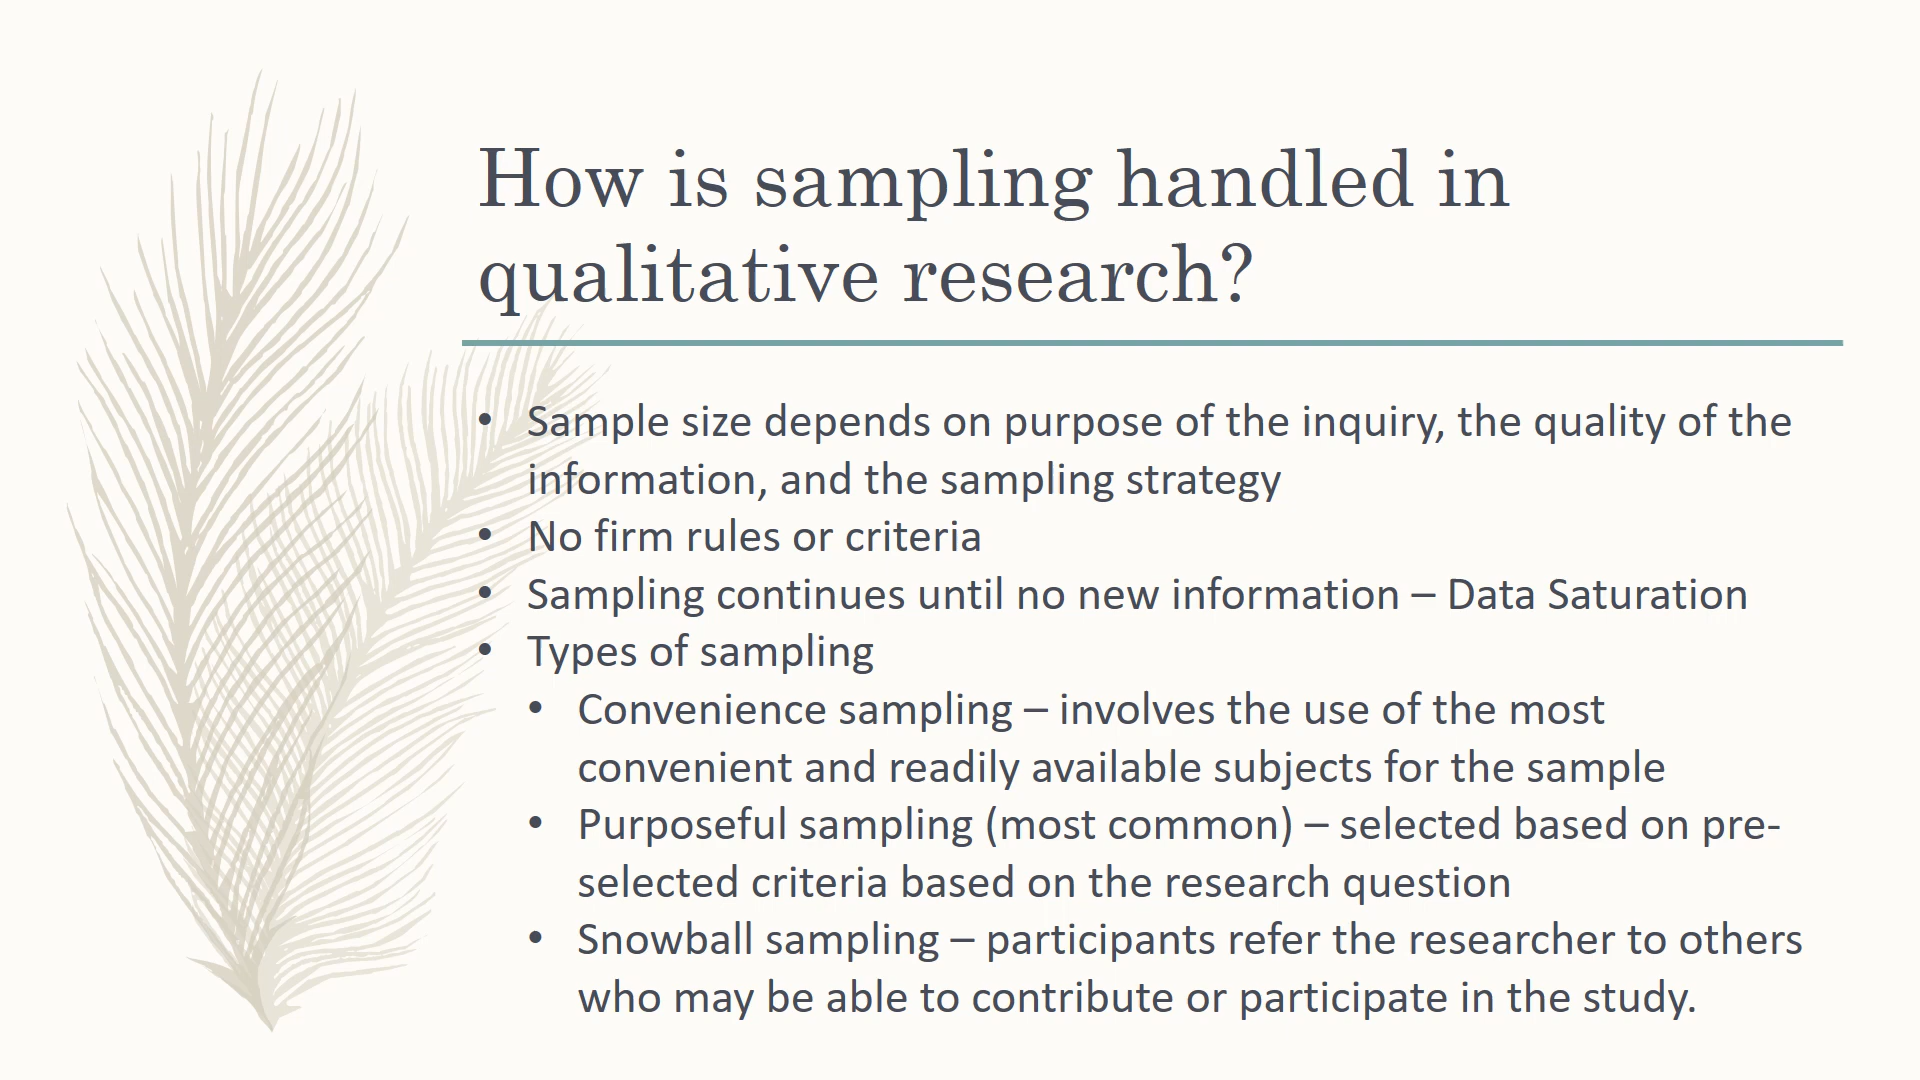 How is sampling handled in
qualitative research?
• Sample size depends on purpose of the inquiry, the quality of the
information, and the sampling strategy
• No firm rules or criteria
• Sampling continues until no new information – Data Saturation
• Types of sampling
• Convenience sampling – involves the use of the most
convenient and readily available subjects for the sample
• Purposeful sampling (most common) – selected based on pre-
selected criteria based on the research question
• Snowball sampling – participants refer the researcher to others
who may be able to contribute or participate in the study.